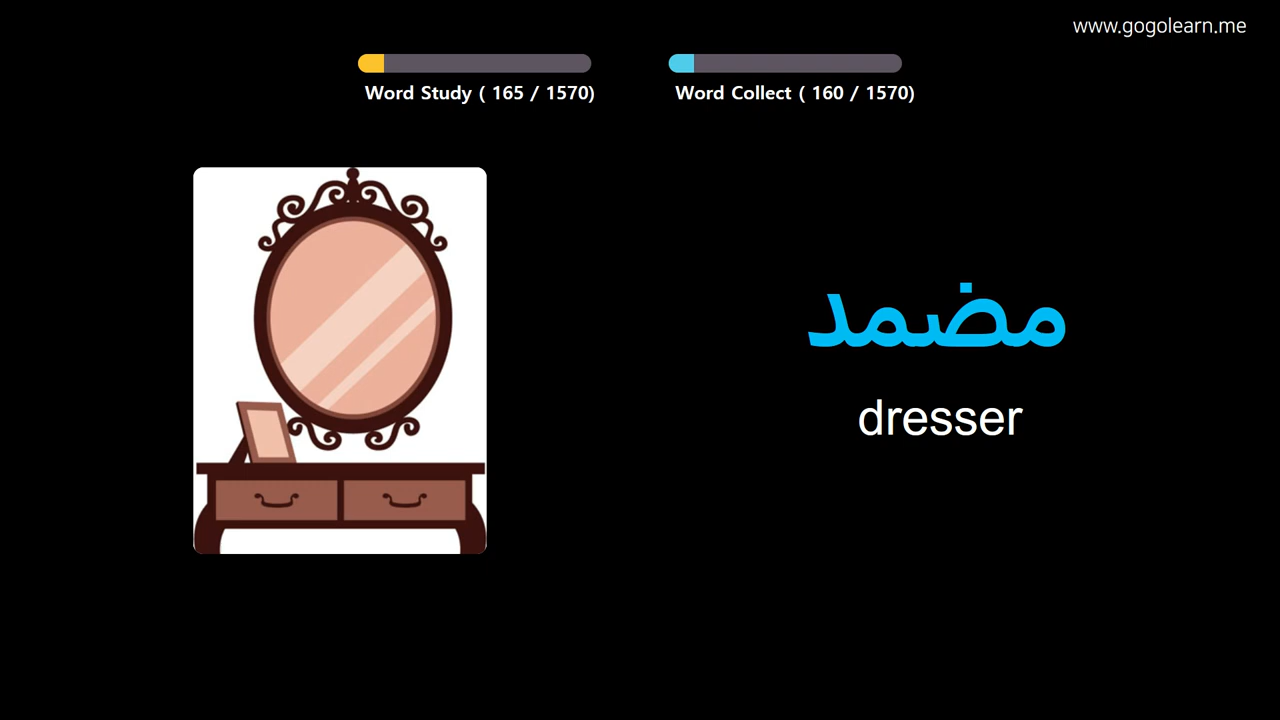 www.gogolearn.me
Word Study ( 165 / 1570)
Word Collect ( 160 / 1570)
مضمد
dresser